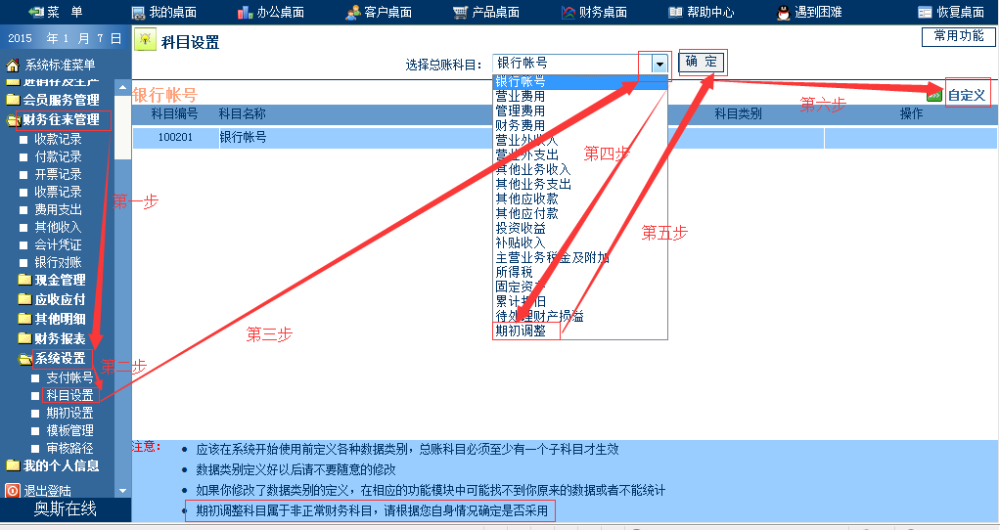 菜 单 我的桌面 办公桌面 客户桌面 产品桌面 财务桌面 帮助中心 遇到困难 恢复桌面
2015 年 1 月 7 日
科目设置
常用功能
选择总账科目： 银行帐号 确 定
系统标准菜单
会员服务管理
财务往来管理
收款记录
付款记录
开票记录
收票记录
费用支出
其他收入
会计凭证
银行对账
现金管理
应收应付
其他明细
财务报表
系统设置
支付帐号
科目设置
期初设置
模板管理
审核路径
我的个人信息
退出登陆
奥斯在线
银行帐号
自定义
科目编号 科目名称 科目类别 操作
100201 银行帐号
银行帐号
营业费用
管理费用
财务费用
营业外收入
营业外支出
其他业务收入
其他业务支出
其他应收款
其他应付款
投资收益
补贴收入
主营业务税金及附加
所得税
固定资产
累计折旧
待处理财产损益
期初调整
第一步
第二步
第三步
第四步
第五步
第六步
注意：
应该在系统开始使用前定义各种数据类别，总账科目必须至少有一个子科目才生效
数据类别定义好以后请不要随意的修改
如果你修改了数据类别的定义，在相应的功能模块中可能找不到你原来的数据或者不能统计
期初调整科目属于非正常财务科目，请根据您自身情况确定是否采用